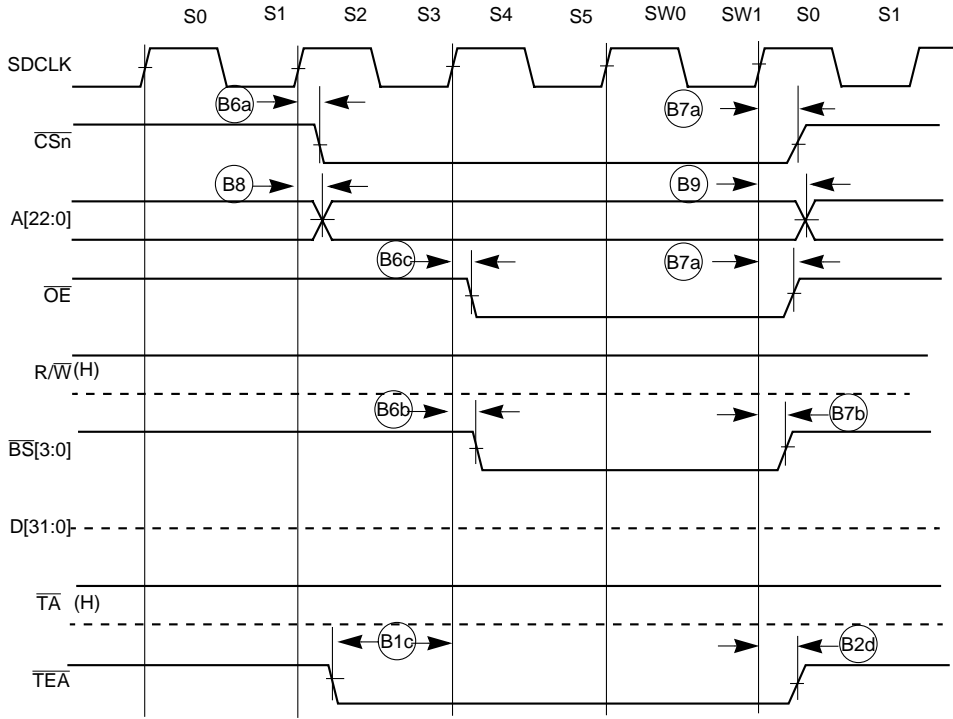 S0 S1 S2 S3 S4 S5 SW0 SW1 S0 S1
SDCLK
B6a B7a
CSn
B8 B9
A[22:0]
B6c B7a
OE
R/W (H)
B6b B7b
BS[3:0]
D[31:0]
TA (H)
B1c B2d
TEA